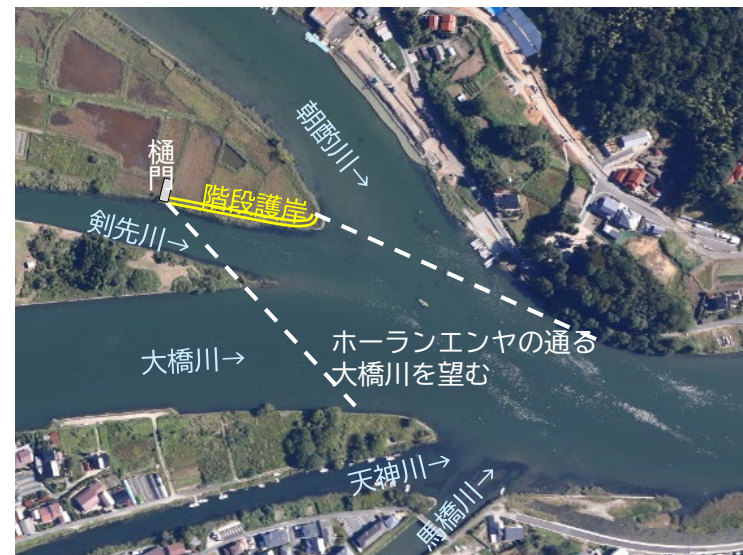 朝酌川→
樋門
階段護岸
剣先川→
ホーランエンヤの通る
大橋川を望む
大橋川→
天神川→
馬橋川→